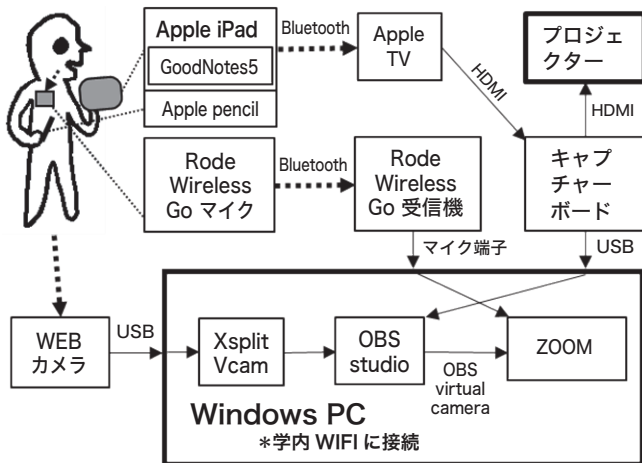 Apple iPad
GoodNotes5
Apple pencil
Bluetooth
Apple
TV
HDMI
プロジェ
クター
HDMI
Rode
Wireless
Go マイク
Bluetooth
Rode
Wireless
Go 受信機
キャプ
チャー
ボード
マイク端子
USB
WEB
カメラ
USB
Xsplit
Vcam
OBS
studio
OBS
virtual
camera
ZOOM
Windows PC
*学内 WIFI に接続